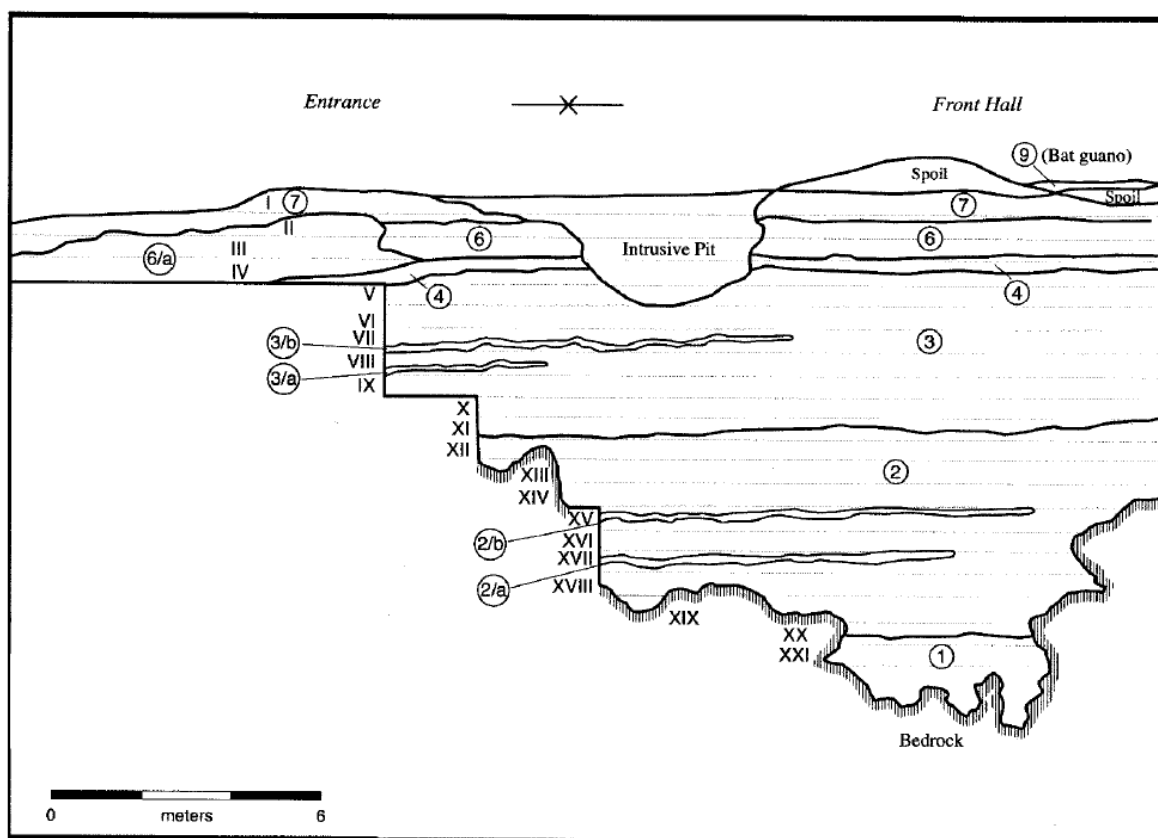 Entrance
Front Hall
9 (Bat guano)
Spoil
Spoil
I 7
7
II
6
6
Intrusive Pit
6/a
III
IV
4
4
V
VI
3/b
VII
3
VIII
3/a
IX
X
XI
XII
2
XIII
XIV
XV
2/b
XVI
XVII
2/a
XVIII
XIX
XX
XXI
1
Bedrock
0 meters 6